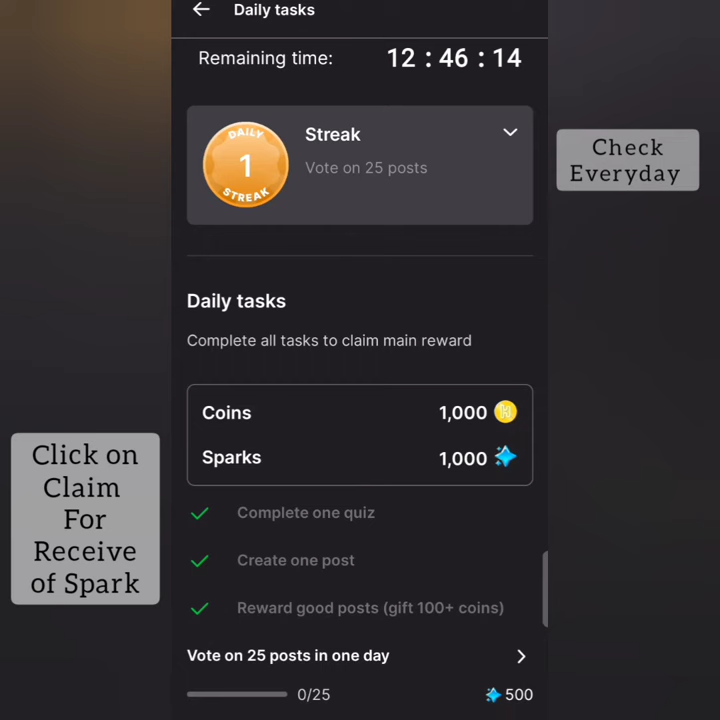 Daily tasks
Remaining time: 12 : 46 : 14
DAILY
1
STREAK
Streak
Vote on 25 posts
Check
Everyday
Daily tasks
Complete all tasks to claim main reward
Coins 1,000
Sparks 1,000
Click on
Claim
For
Receive
of Spark
Complete one quiz
Create one post
Reward good posts (gift 100+ coins)
Vote on 25 posts in one day
0/25 500